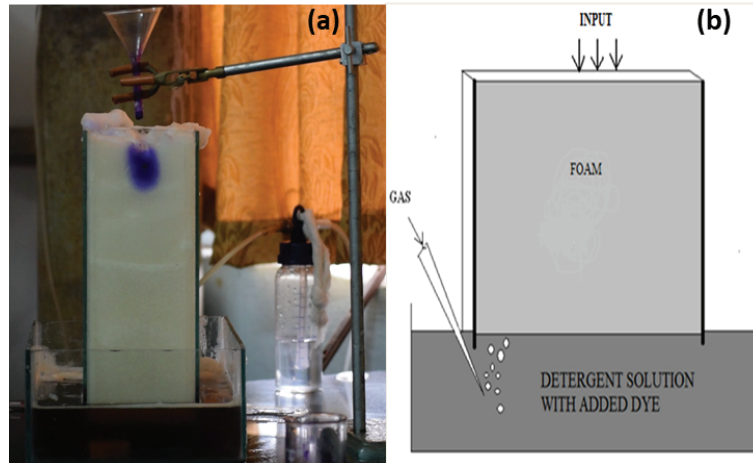 (a)
INPUT
(b)
FOAM
GAS
DETERGENT SOLUTION
WITH ADDED DYE